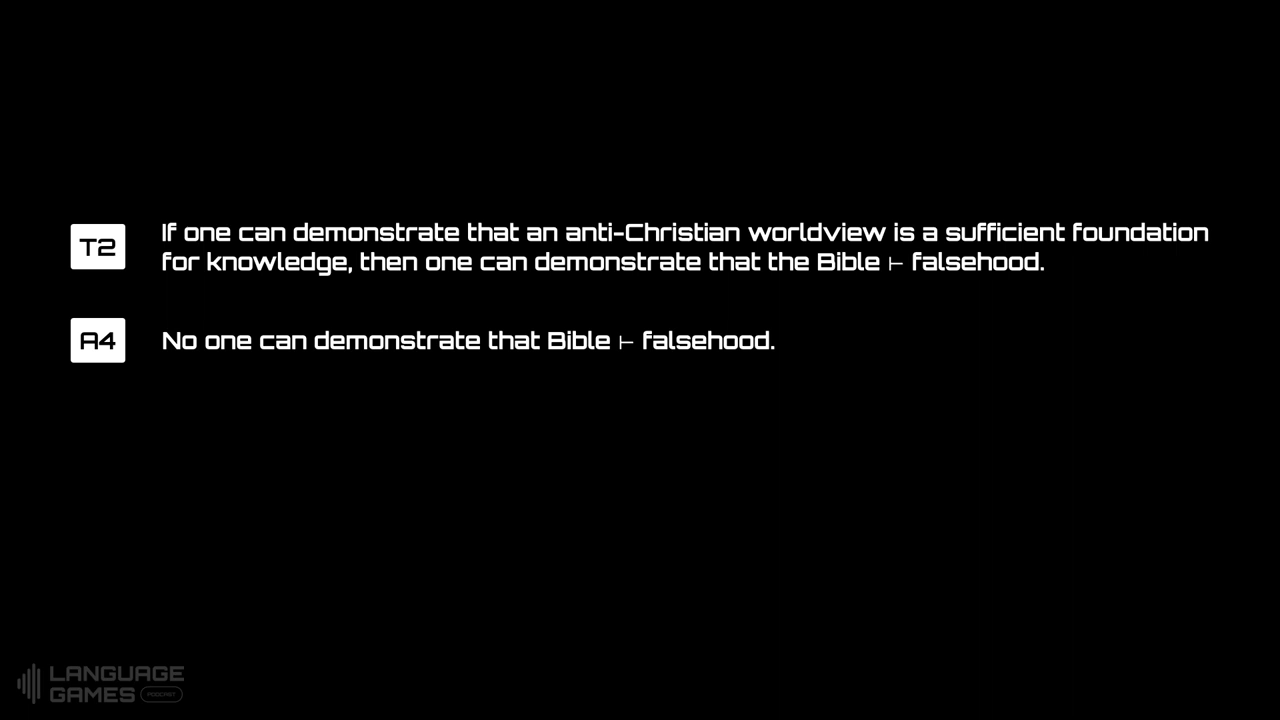 T2
If one can demonstrate that an anti-Christian worldview is a sufficient foundation
for knowledge, then one can demonstrate that the Bible ⊢ falsehood.
A4
No one can demonstrate that Bible ⊢ falsehood.
LANGUAGE
GAMES PODCAST